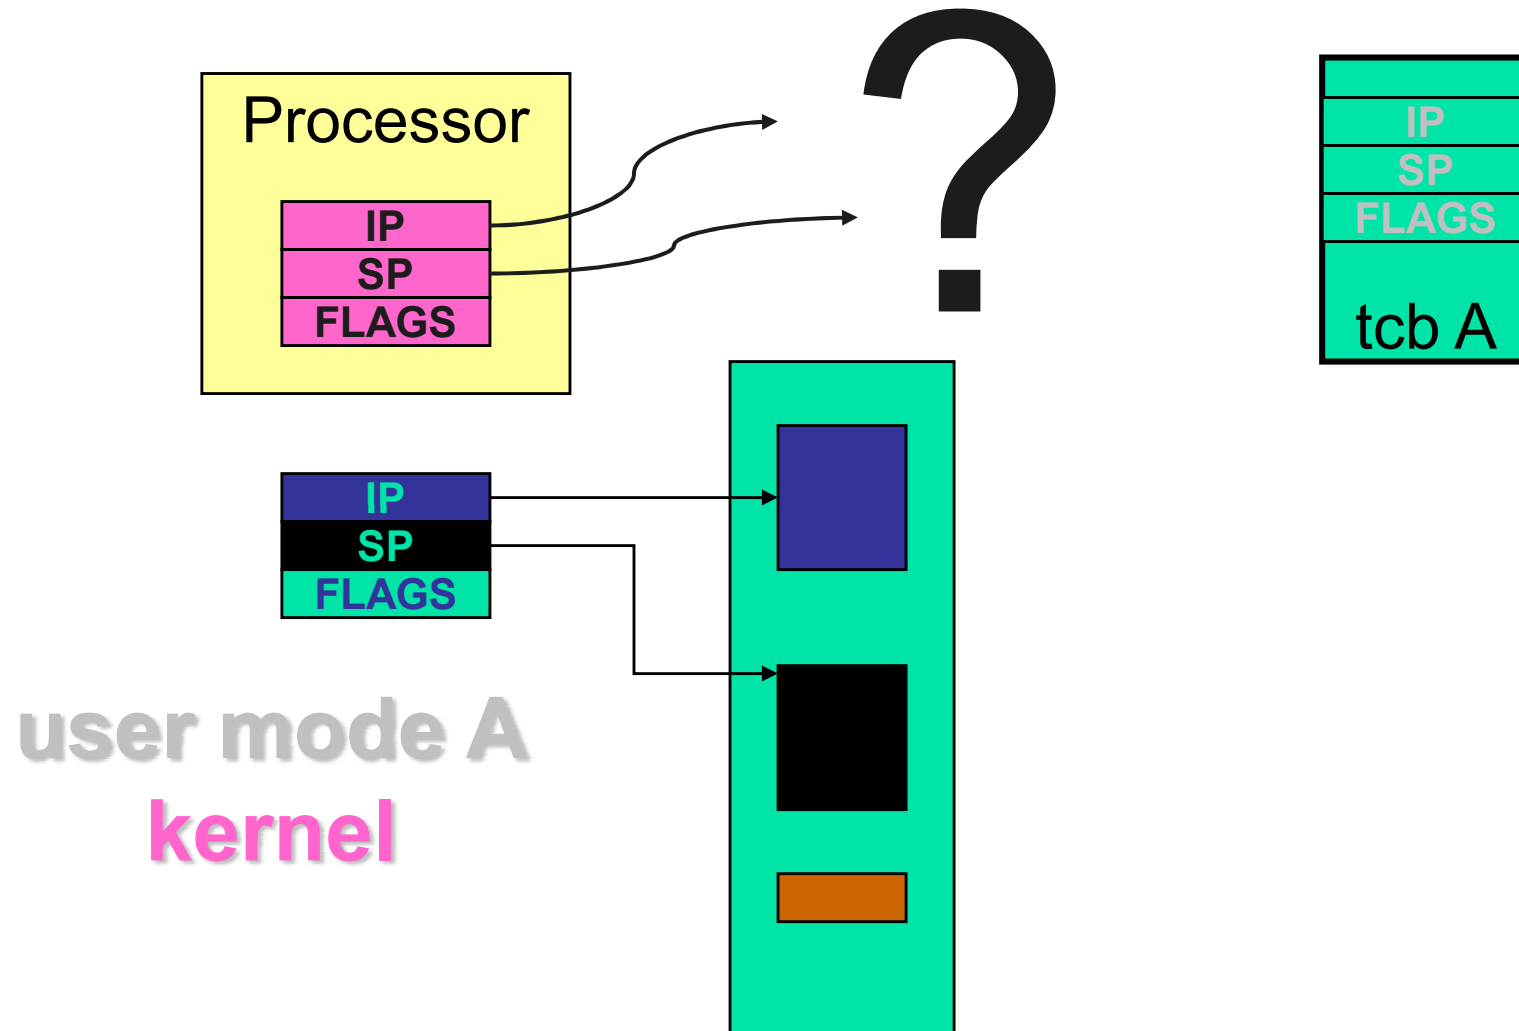 ?
Processor
IP
SP
FLAGS
IP
SP
FLAGS
tcb A
IP
SP
FLAGS
user mode A
kernel